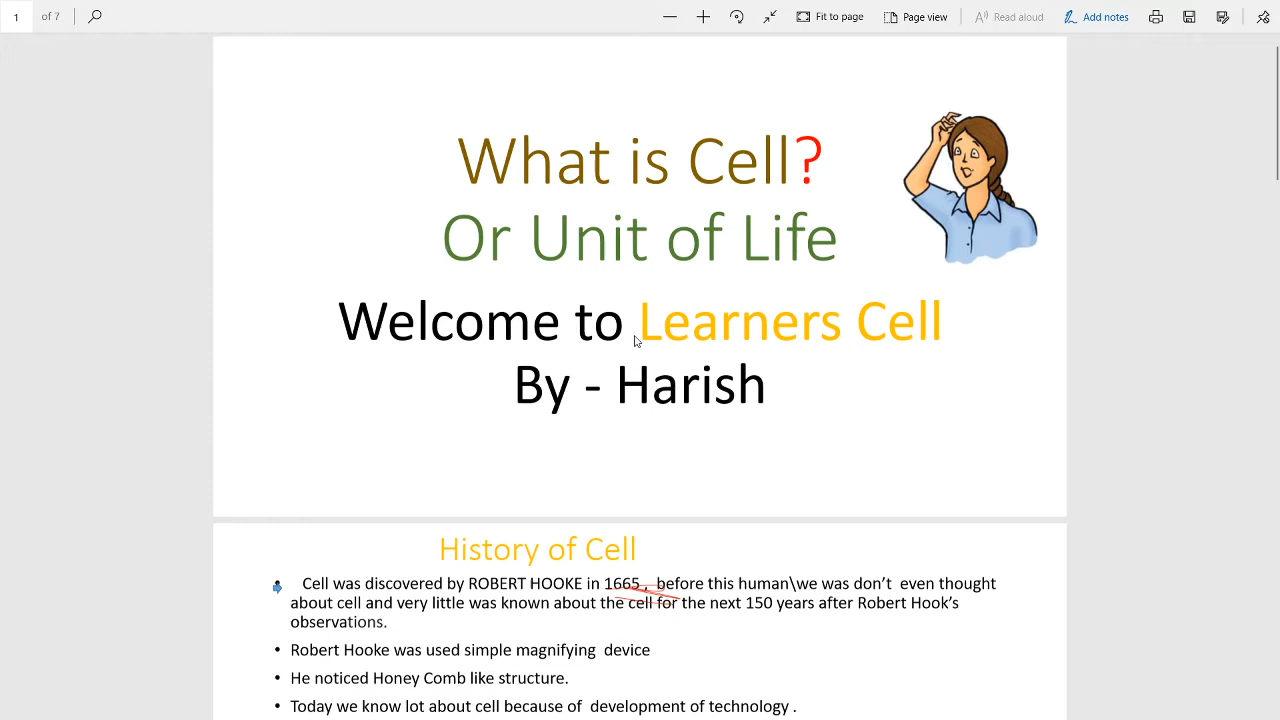 1 of 7 Fit to page Page view Read aloud Add notes
What is Cell?
Or Unit of Life
Welcome to Learners Cell
By - Harish
History of Cell
• Cell was discovered by ROBERT HOOKE in 1665 , before this human\we was don’t even thought
about cell and very little was known about the cell for the next 150 years after Robert Hook’s
observations.
• Robert Hooke was used simple magnifying device
• He noticed Honey Comb like structure.
• Today we know lot about cell because of development of technology .